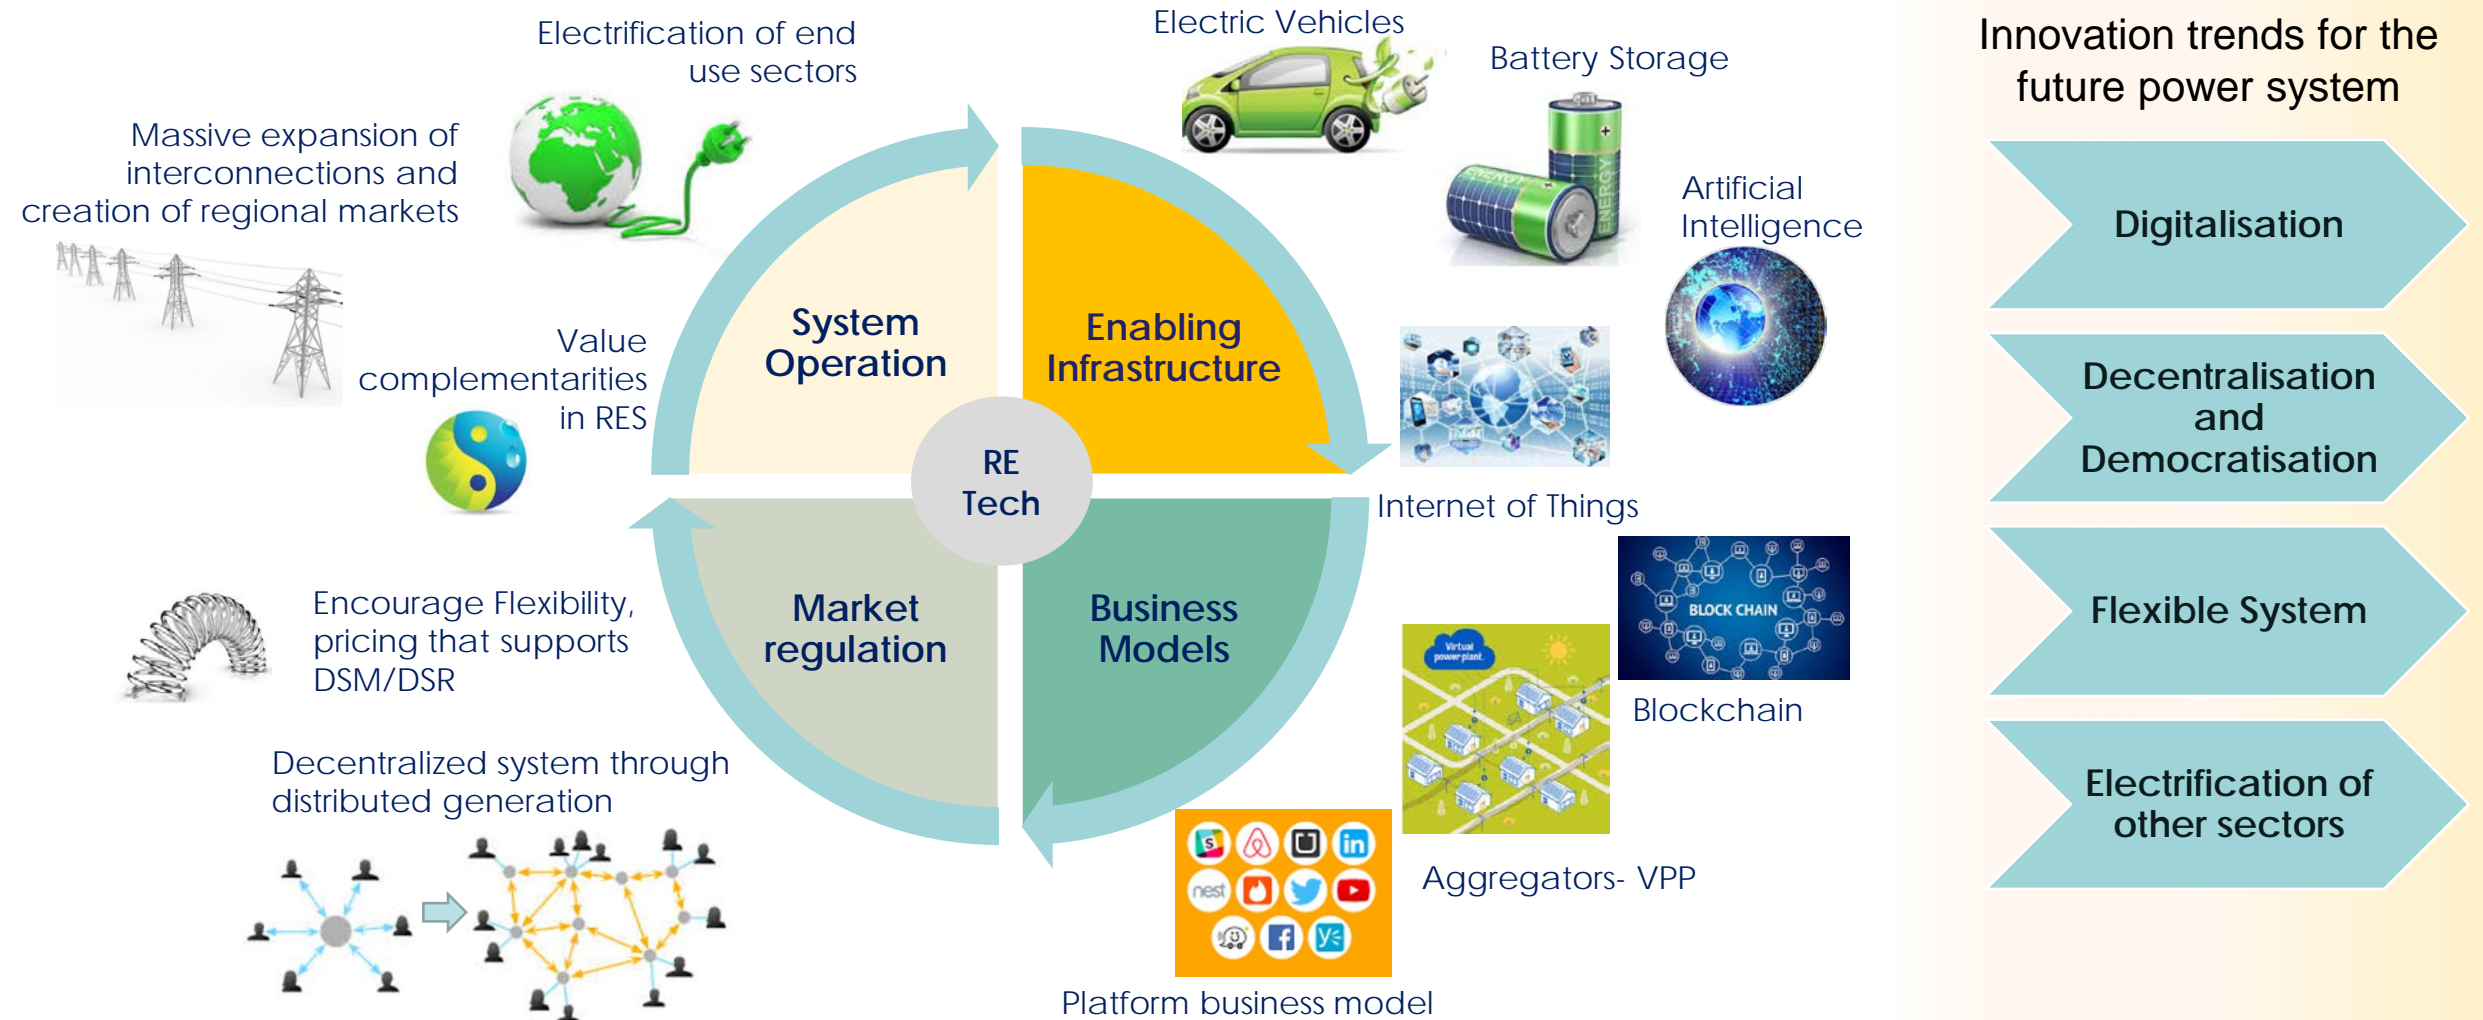 Electrification of end
use sectors
Massive expansion of
interconnections and
creation of regional markets
Value
complementarities
in RES
Encourage Flexibility,
pricing that supports
DSM/DSR
Decentralized system through
distributed generation
System
Operation
Enabling
Infrastructure
RE
Tech
Market
regulation
Business
Models
Electric Vehicles
Battery Storage
ENERGY
ENERGY
Artificial
Intelligence
Internet of Things
BLOCK CHAIN
Blockchain
Virtual
power plant.
Aggregators- VPP
in
nest
Platform business model
Innovation trends for the
future power system
Digitalisation
Decentralisation
and
Democratisation
Flexible System
Electrification of
other sectors